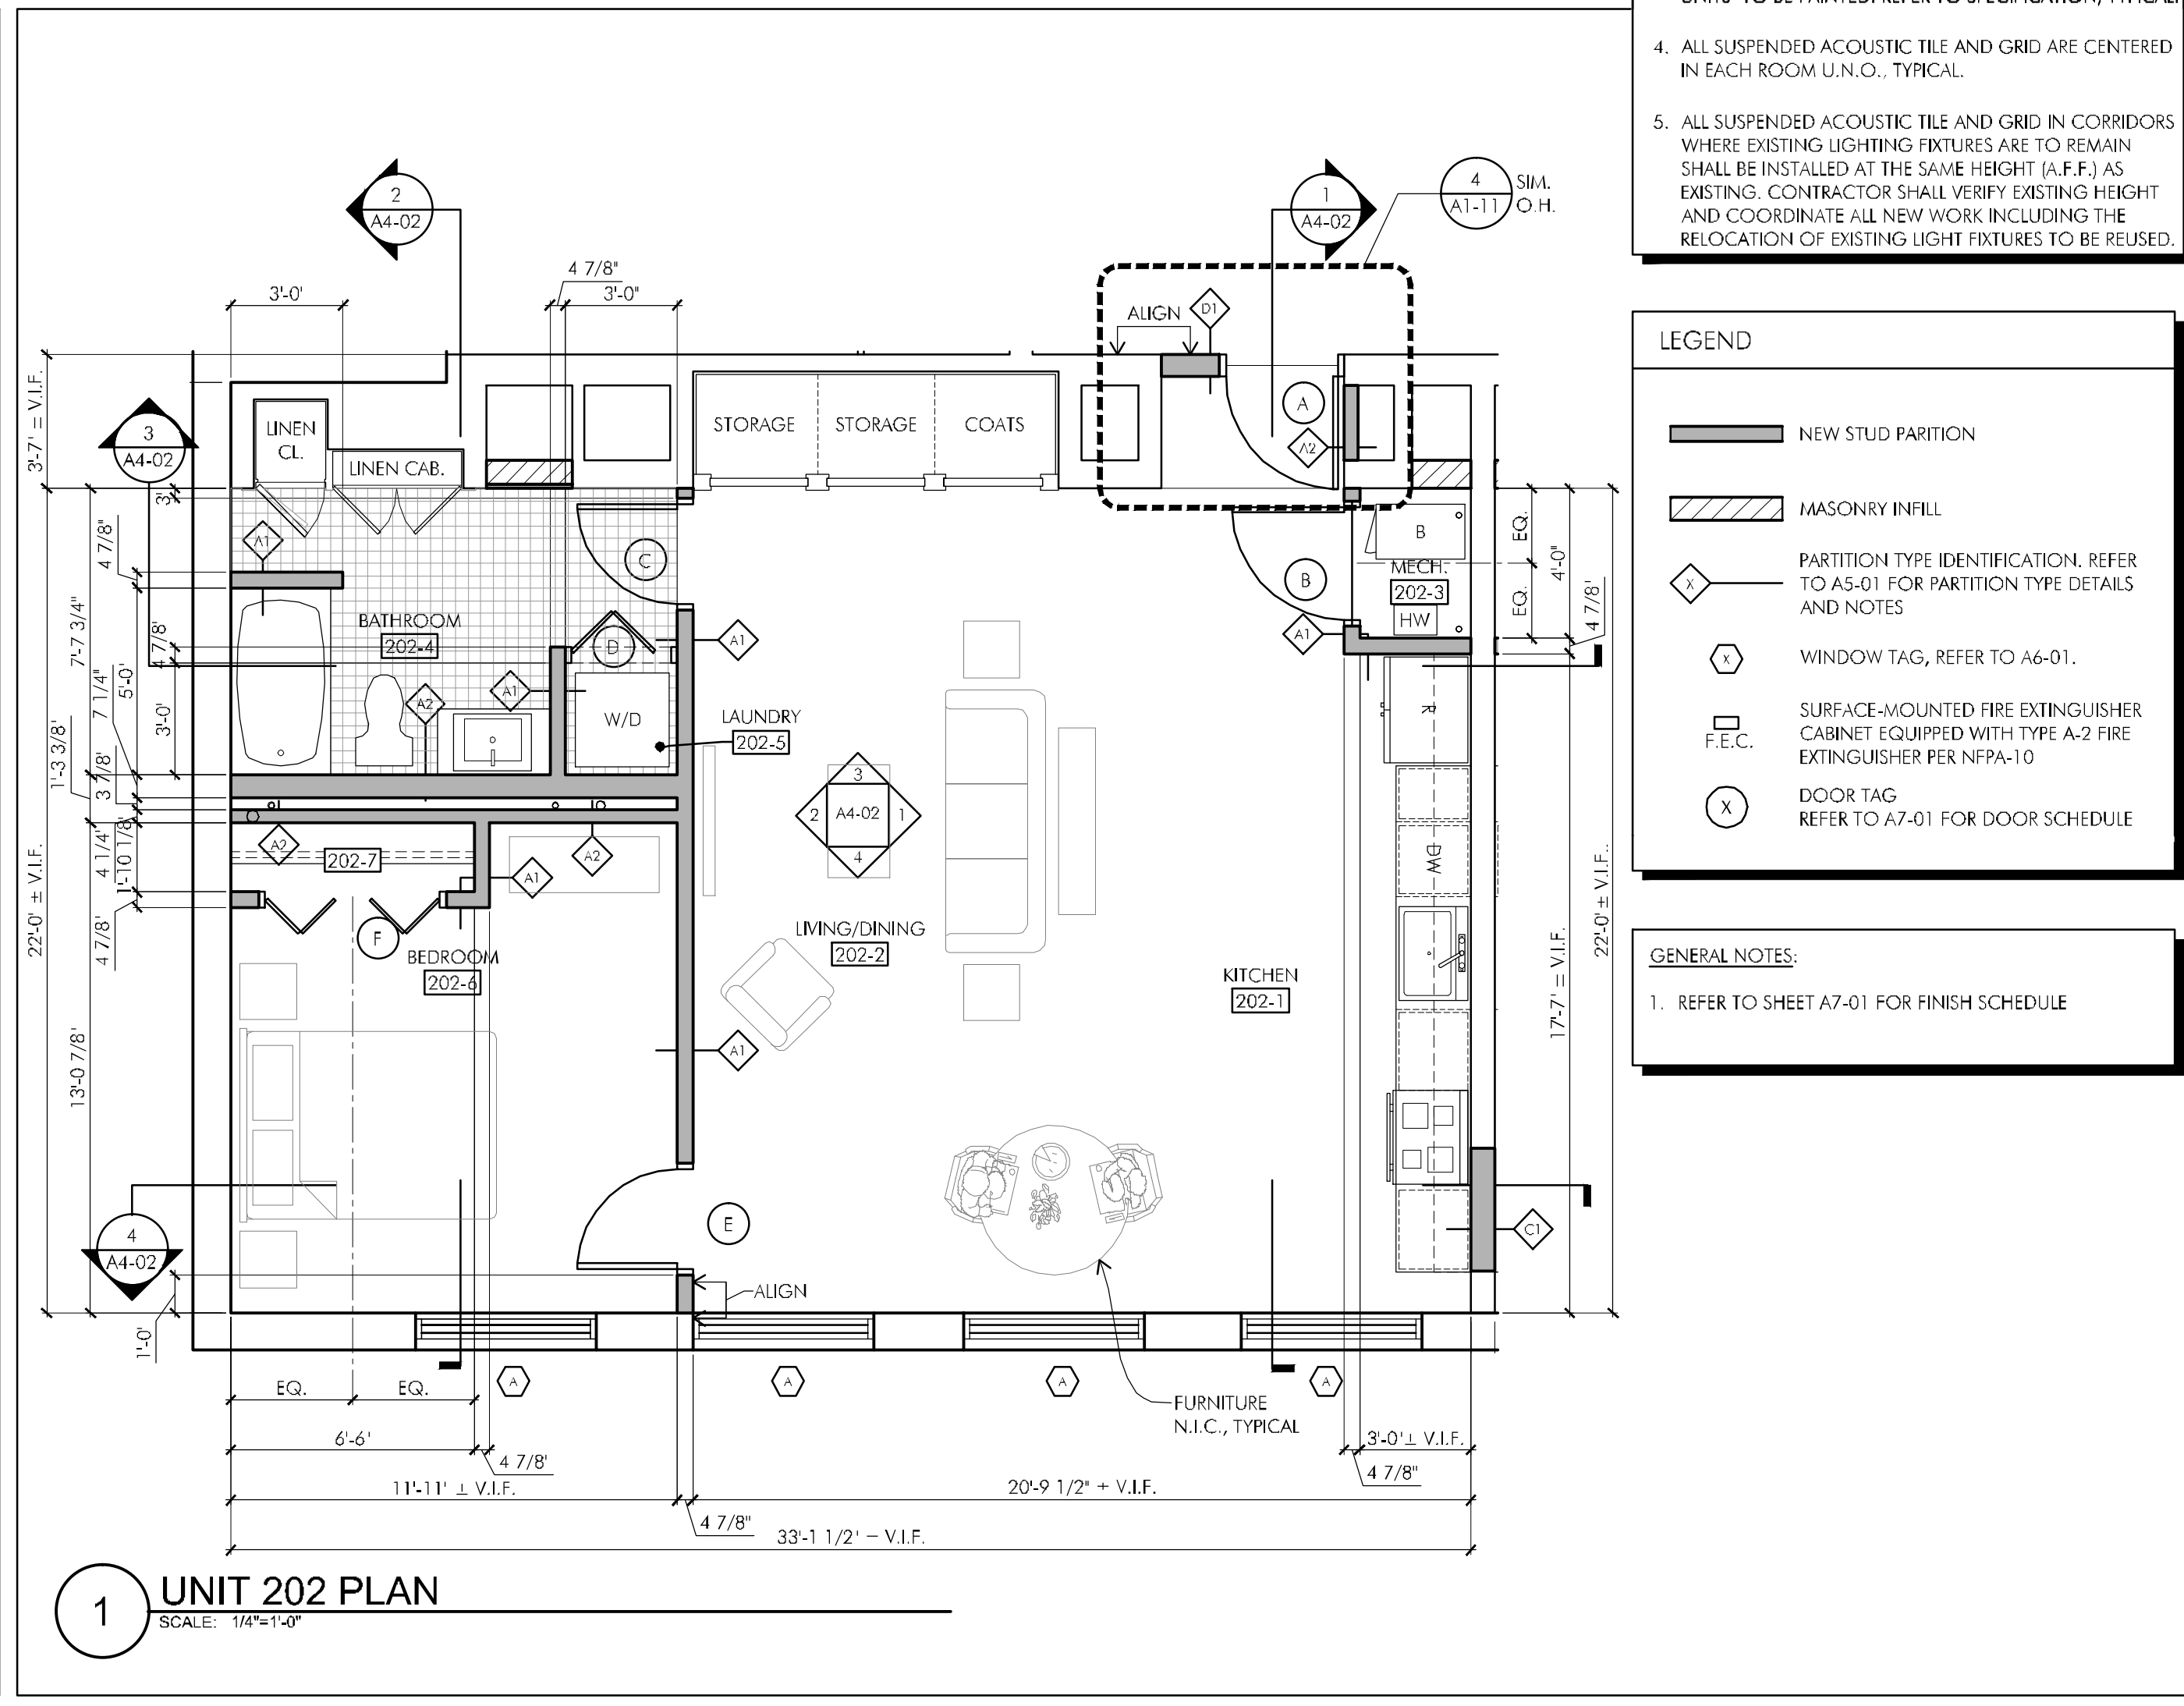 4. ALL SUSPENDED ACOUSTIC TILE AND GRID ARE CENTERED
IN EACH ROOM U.N.O., TYPICAL.
5. ALL SUSPENDED ACOUSTIC TILE AND GRID IN CORRIDORS
WHERE EXISTING LIGHTING FIXTURES ARE TO REMAIN
SHALL BE INSTALLED AT THE SAME HEIGHT (A.F.F.) AS
EXISTING. CONTRACTOR SHALL VERIFY EXISTING HEIGHT
AND COORDINATE ALL NEW WORK INCLUDING THE
RELOCATION OF EXISTING LIGHT FIXTURES TO BE REUSED.
LEGEND
NEW STUD PARITION
MASONRY INFILL
X
PARTITION TYPE IDENTIFICATION. REFER
TO A5-01 FOR PARTITION TYPE DETAILS
AND NOTES
X
WINDOW TAG, REFER TO A6-01.
F.E.C.
SURFACE-MOUNTED FIRE EXTINGUISHER
CABINET EQUIPPED WITH TYPE A-2 FIRE
EXTINGUISHER PER NFPA-10
X
DOOR TAG
REFER TO A7-01 FOR DOOR SCHEDULE
GENERAL NOTES:
1. REFER TO SHEET A7-01 FOR FINISH SCHEDULE
2
A4-02
1
A4-02
4
A1-11
SIM.
O.H.
4 7/8"
3'-0'
3'-0"
ALIGN
D1
3'-7' = V.I.F.
3
A4-02
LINEN
CL.
LINEN CAB.
STORAGE
STORAGE
COATS
A
A2
3'
4 7/8"
A1
C
B
B
MECH.
202-3
HW
A1
EQ.
EQ.
4'-0"
4 7/8'
7'-7 3/4"
5'-0'
4 7/8'
3'-0'
BATHROOM
202-4
D
A1
A1
A2
W/D
LAUNDRY
202-5
R
7 1/4"
1'-3 3/8'
3 7/8'
3
2
A4-02
1
4
DW
4 1/4'
1'-10 1/8'
4 7/8'
A2
202-7
A1
A2
F
BEDROOM
202-6
LIVING/DINING
202-2
KITCHEN
202-1
22'-0' ± V.I.F.
13'-0 7/8'
17'-7' = V.I.F.
22'-0' ± V.I.F..
A1
4
A4-02
E
C1
ALIGN
1'-0'
A
A
A
A
EQ.
EQ.
FURNITURE
N.I.C., TYPICAL
6'-6'
4 7/8'
3'-0'± V.I.F.
4 7/8"
11'-11' ± V.I.F.
20'-9 1/2" + V.I.F.
4 7/8"
33'-1 1/2' − V.I.F.
1
UNIT 202 PLAN
SCALE: 1/4"=1'-0"